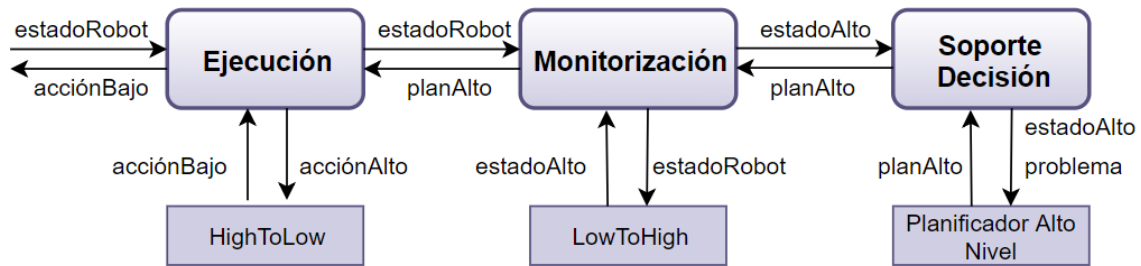 estadoRobot
acciónBajo
Ejecución
estadoRobot
planAlto
Monitorización
estadoAlto
planAlto
Soporte
Decisión
acciónBajo
acciónAlto
estadoAlto
estadoRobot
planAlto
estadoAlto
problema
HighToLow
LowToHigh
Planificador Alto
Nivel